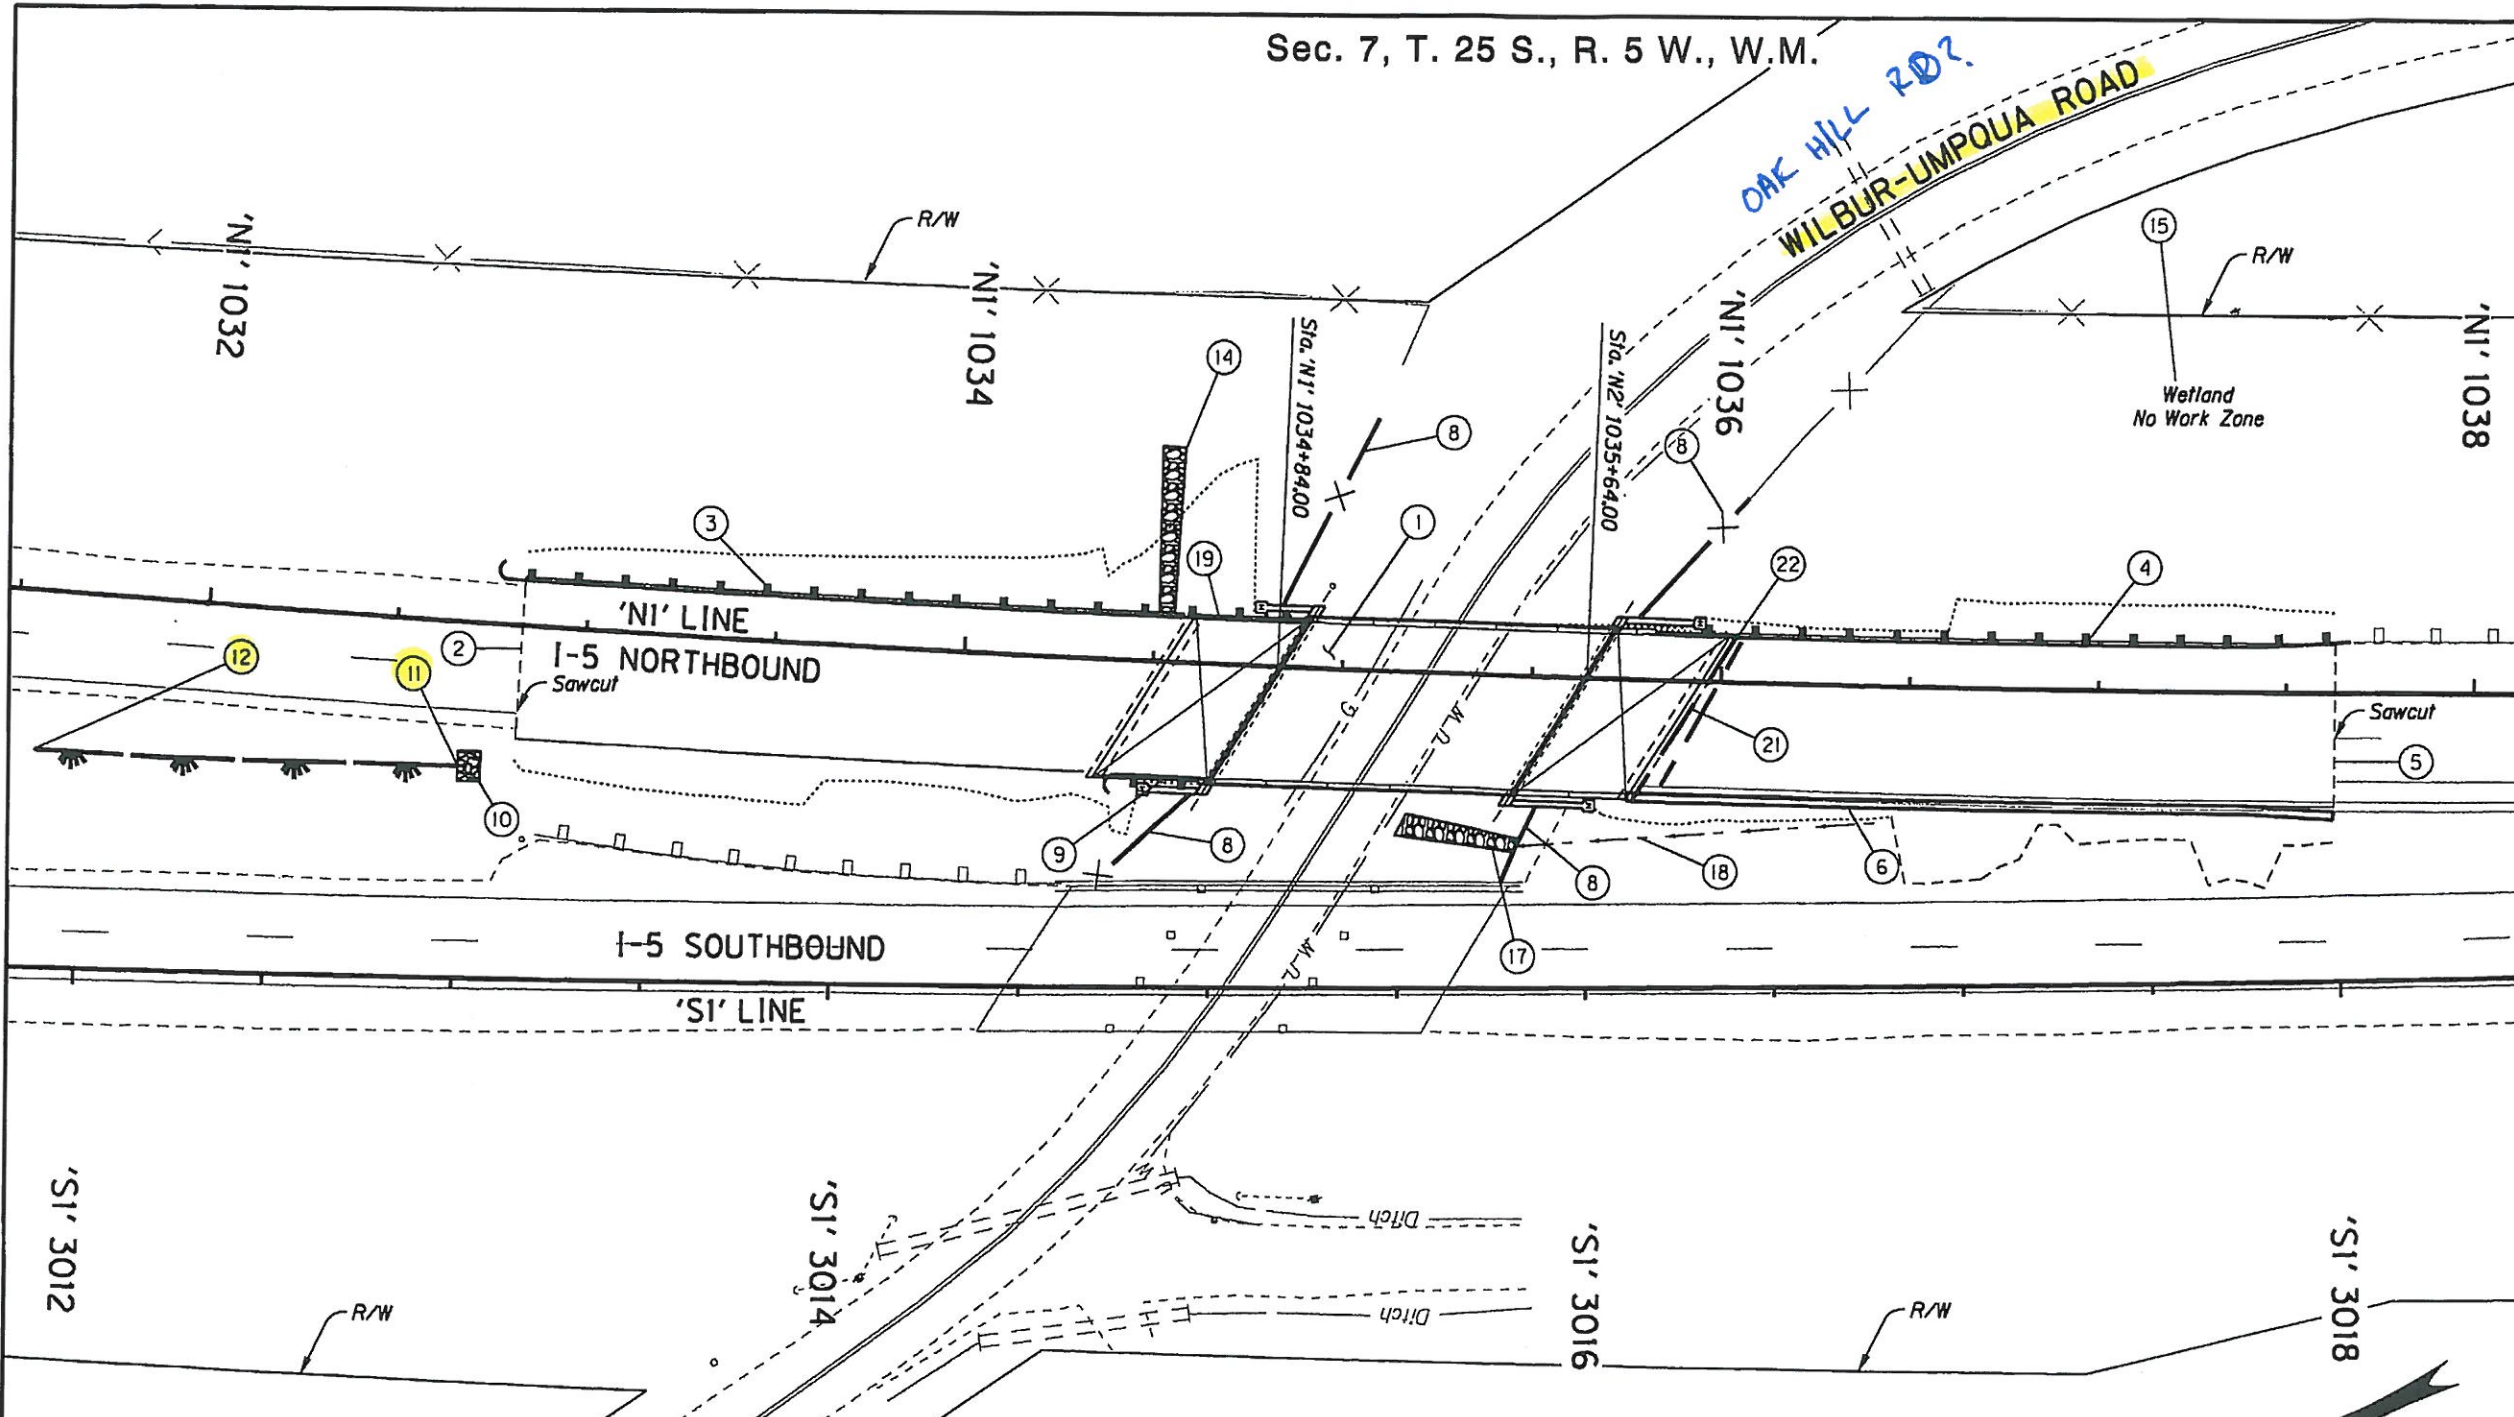 Sec. 7, T. 25 S., R. 5 W., W.M.
OAK HILL RD?
WILBUR-UMPQUA ROAD
15
R/W
R/W
'N1' 1032
'N1' 1034
'N1' 1036
'N1' 1038
Sta. 'N1' 1034+84.00
Sta. 'N2' 1035+64.00
14
8
8
Wetland
No Work Zone
3
19
1
22
4
'N1' LINE
12
11
2
I-5 NORTHBOUND
Sawcut
Sawcut
G
W
21
5
10
9
8
8
18
6
17
I-5 SOUTHBOUND
W
'S1' LINE
'S1' 3012
'S1' 3014
'S1' 3016
'S1' 3018
Ditch
Ditch
R/W
R/W